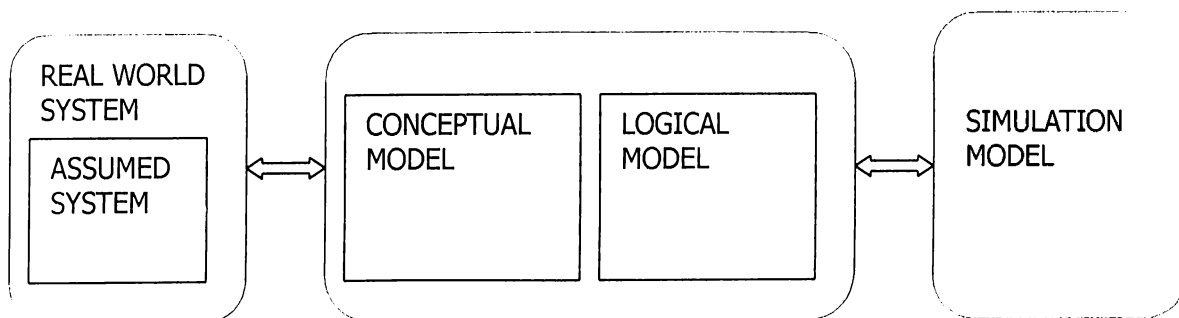 REAL WORLD
SYSTEM
ASSUMED
SYSTEM
CONCEPTUAL
MODEL
LOGICAL
MODEL
SIMULATION
MODEL